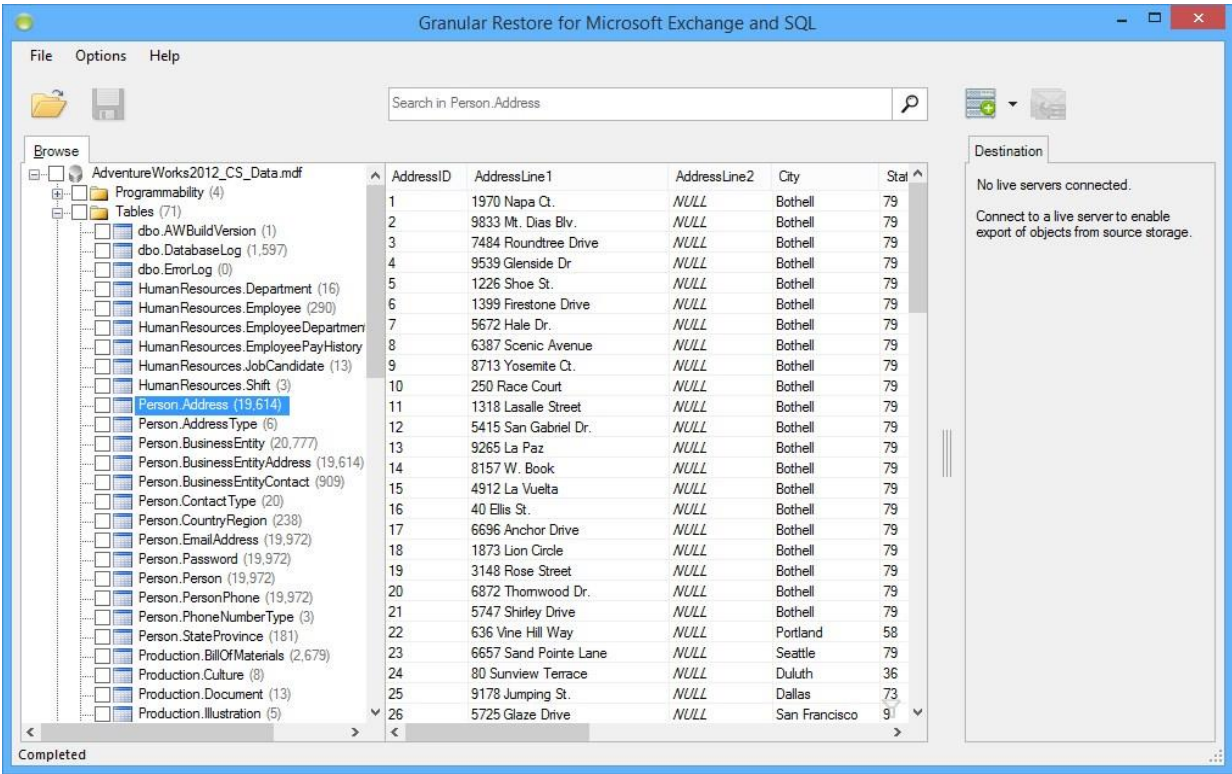 Granular Restore for Microsoft Exchange and SQL
File Options Help
Search in Person.Address
Browse
AdventureWorks2012_CS_Data.mdf
Programmability (4)
Tables (71)
dbo.AWBuildVersion (1)
dbo.DatabaseLog (1,597)
dbo.ErrorLog (0)
HumanResources.Department (16)
HumanResources.Employee (290)
HumanResources.EmployeeDepartment
HumanResources.EmployeePayHistory
HumanResources.JobCandidate (13)
HumanResources.Shift (3)
Person.Address (19,614)
Person.AddressType (6)
Person.BusinessEntity (20,777)
Person.BusinessEntityAddress (19,614)
Person.BusinessEntityContact (909)
Person.ContactType (20)
Person.CountryRegion (238)
Person.EmailAddress (19,972)
Person.Password (19,972)
Person.Person (19,972)
Person.PersonPhone (19,972)
Person.PhoneNumberType (3)
Person.StateProvince (181)
Production.BillOfMaterials (2,679)
Production.Culture (8)
Production.Document (13)
Production.Illustration (5)
AddressID AddressLine1 AddressLine2 City Stat
1 1970 Napa Ct. NULL Bothell 79
2 9833 Mt. Dias Blv. NULL Bothell 79
3 7484 Roundtree Drive NULL Bothell 79
4 9539 Glenside Dr NULL Bothell 79
5 1226 Shoe St. NULL Bothell 79
6 1399 Firestone Drive NULL Bothell 79
7 5672 Hale Dr. NULL Bothell 79
8 6387 Scenic Avenue NULL Bothell 79
9 8713 Yosemite Ct. NULL Bothell 79
10 250 Race Court NULL Bothell 79
11 1318 Lasalle Street NULL Bothell 79
12 5415 San Gabriel Dr. NULL Bothell 79
13 9265 La Paz NULL Bothell 79
14 8157 W. Book NULL Bothell 79
15 4912 La Vuelta NULL Bothell 79
16 40 Ellis St. NULL Bothell 79
17 6696 Anchor Drive NULL Bothell 79
18 1873 Lion Circle NULL Bothell 79
19 3148 Rose Street NULL Bothell 79
20 6872 Thornwood Dr. NULL Bothell 79
21 5747 Shirley Drive NULL Bothell 79
22 636 Vine Hill Way NULL Portland 58
23 6657 Sand Pointe Lane NULL Seattle 79
24 80 Sunview Terrace NULL Duluth 36
25 9178 Jumping St. NULL Dallas 73
26 5725 Glaze Drive NULL San Francisco 9
Destination
No live servers connected.
Connect to a live server to enable
export of objects from source storage.
Completed